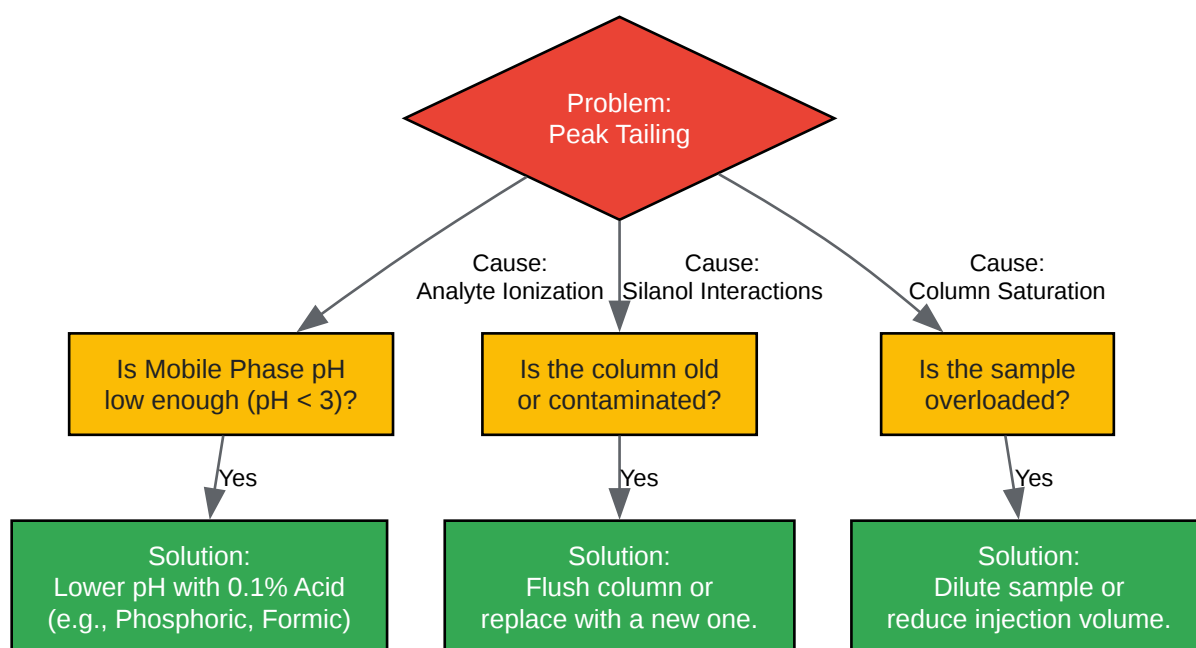 Problem:
Peak Tailing
Cause:
Analyte Ionization
Cause:
Silanol Interactions
Cause:
Column Saturation
Is Mobile Phase pH
low enough (pH < 3)?
Is the column old
or contaminated?
Is the sample
overloaded?
Yes
Yes
Yes
Solution:
Lower pH with 0.1% Acid
(e.g., Phosphoric, Formic)
Solution:
Flush column or
replace with a new one.
Solution:
Dilute sample or
reduce injection volume.